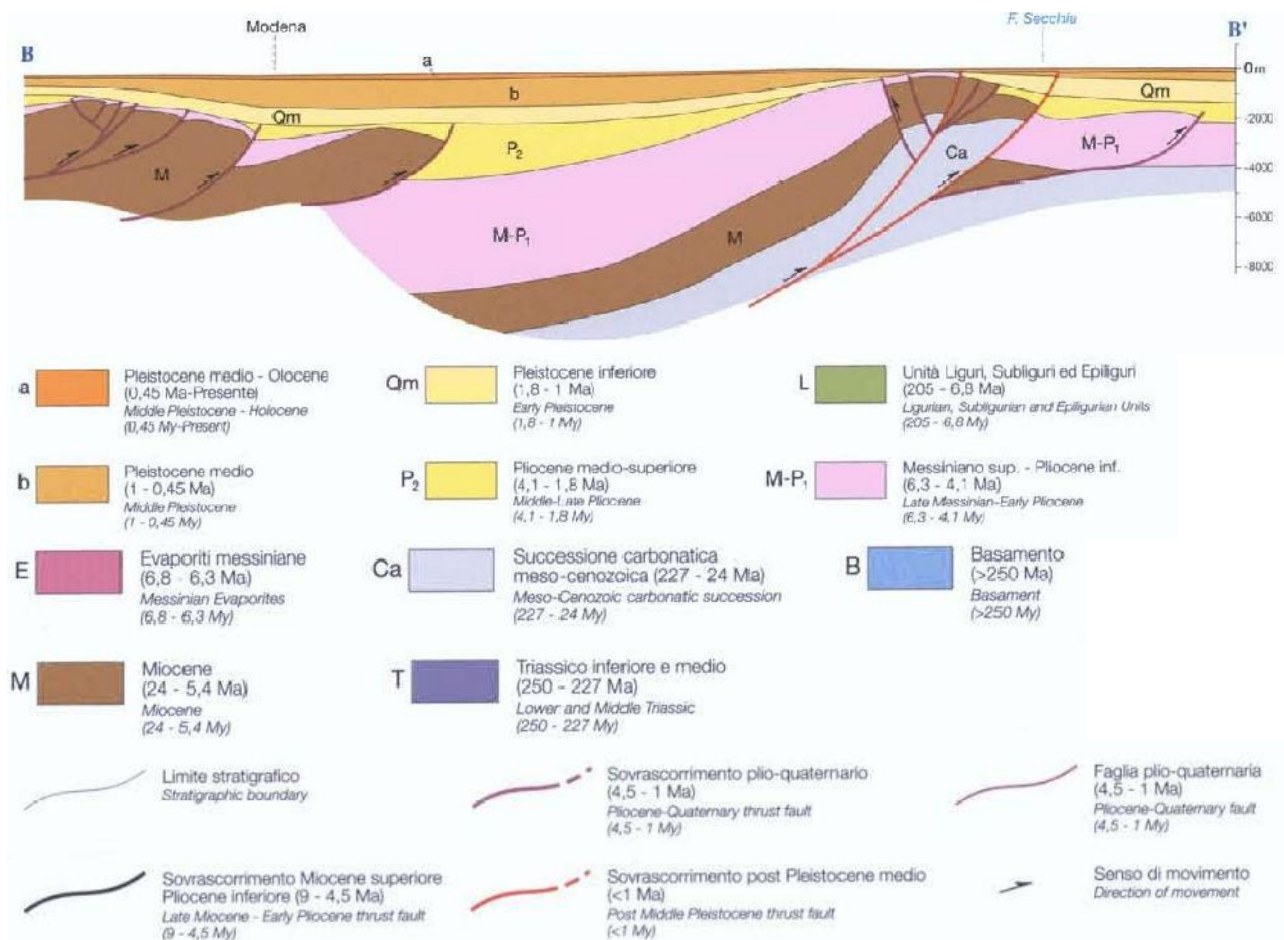 Modena
F. Secchia
B
B'
a
0 m
b
Qm
Qm
-2000
P2
M-P1
Ca
M
-4000
-6000
M-P1
M
-8000
a
Pleistocene medio - Olocene
(0,45 Ma-Presente)
Middle Pleistocene - Holocene
(0,45 My-Present)
Qm
Pleistocene inferiore
(1,8 - 1 Ma)
Early Pleistocene
(1,8 - 1 My)
L
Unità Liguri, Subliguri ed Epiliguri
(205 - 6,8 Ma)
Ligurian, Subligurian and Epiligurian Units
(205 - 6,8 My)
b
Pleistocene medio
(1 - 0,45 Ma)
Middle Pleistocene
(1 - 0,45 My)
P2
Pliocene medio-superiore
(4,1 - 1,8 Ma)
Middle-Late Pliocene
(4,1 - 1,8 My)
M-P1
Messiniano sup. - Pliocene inf.
(6,3 - 4,1 Ma)
Late Messinian-Early Pliocene
(6,3 - 4,1 My)
E
Evaporiti messiniane
(6,8 - 6,3 Ma)
Messinian Evaporites
(6,8 - 6,3 My)
Ca
Successione carbonatica
meso-cenozoica (227 - 24 Ma)
Meso-Cenozoic carbonatic succession
(227 - 24 My)
B
Basamento
(>250 Ma)
Basament
(>250 My)
M
Miocene
(24 - 5,4 Ma)
Miocene
(24 - 5,4 My)
T
Triassico inferiore e medio
(250 - 227 Ma)
Lower and Middle Triassic
(250 - 227 My)
Limite stratigrafico
Stratigraphic boundary
Sovrascorrimento plio-quaternario
(4,5 - 1 Ma)
Pliocene-Quaternary thrust fault
(4,5 - 1 My)
Faglia plio-quaternaria
(4,5 - 1 Ma)
Pliocene-Quaternary fault
(4,5 - 1 My)
Sovrascorrimento Miocene superiore
Pliocene inferiore (9 - 4,5 Ma)
Late Miocene - Early Pliocene thrust fault
(9 - 4,5 My)
Sovrascorrimento post Pleistocene medio
(<1 Ma)
Post Middle Pleistocene thrust fault
(<1 My)
Senso di movimento
Direction of movement